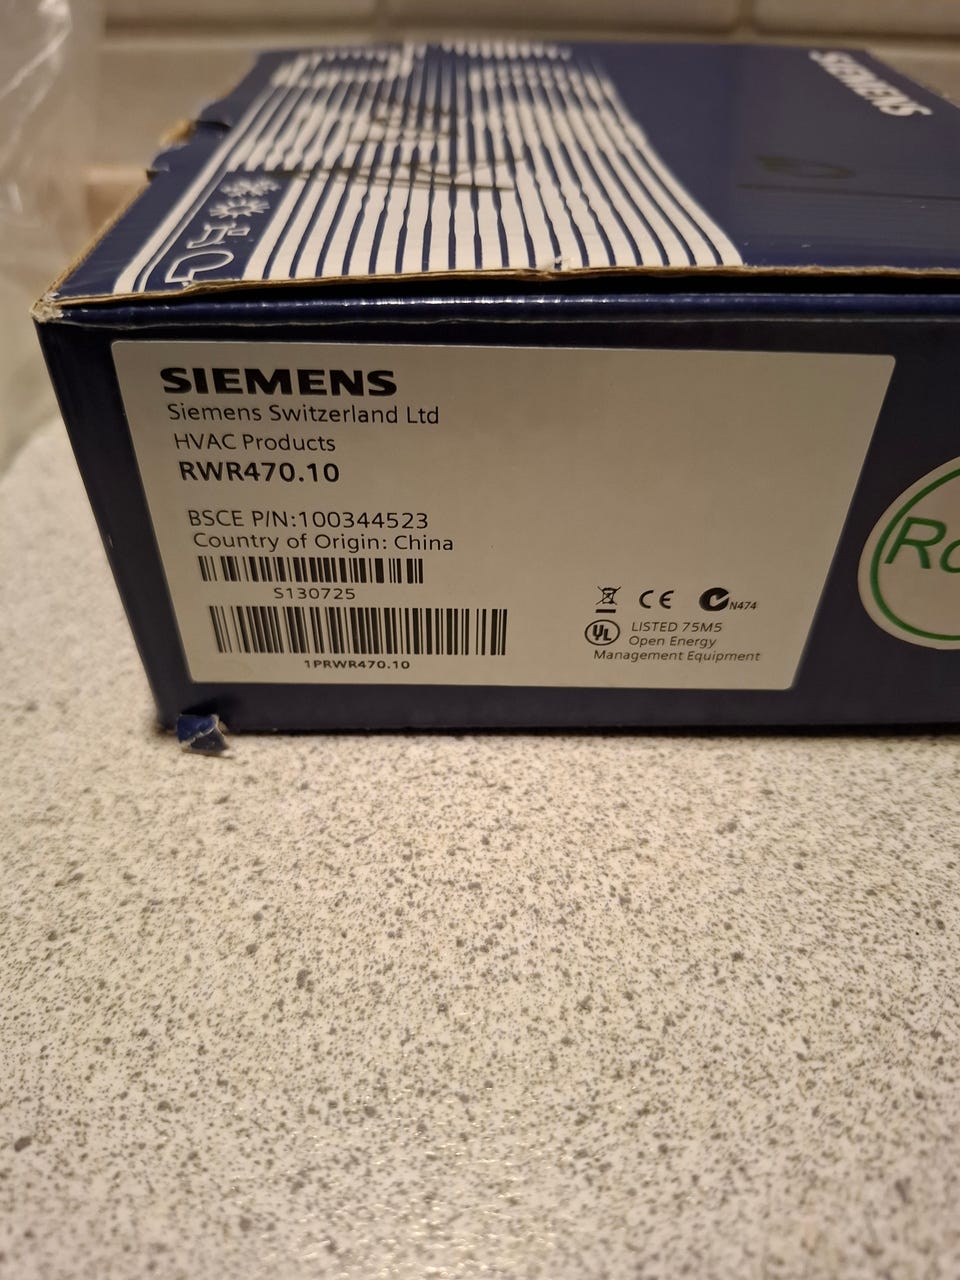 SIEMENS
SIEMENS
Siemens Switzerland Ltd
HVAC Products
RWR470.10
BSCE P/N:100344523
Country of Origin: China
S130725
1PRWR470.10
CE
N474
UL
LISTED 75M5
Open Energy
Management Equipment